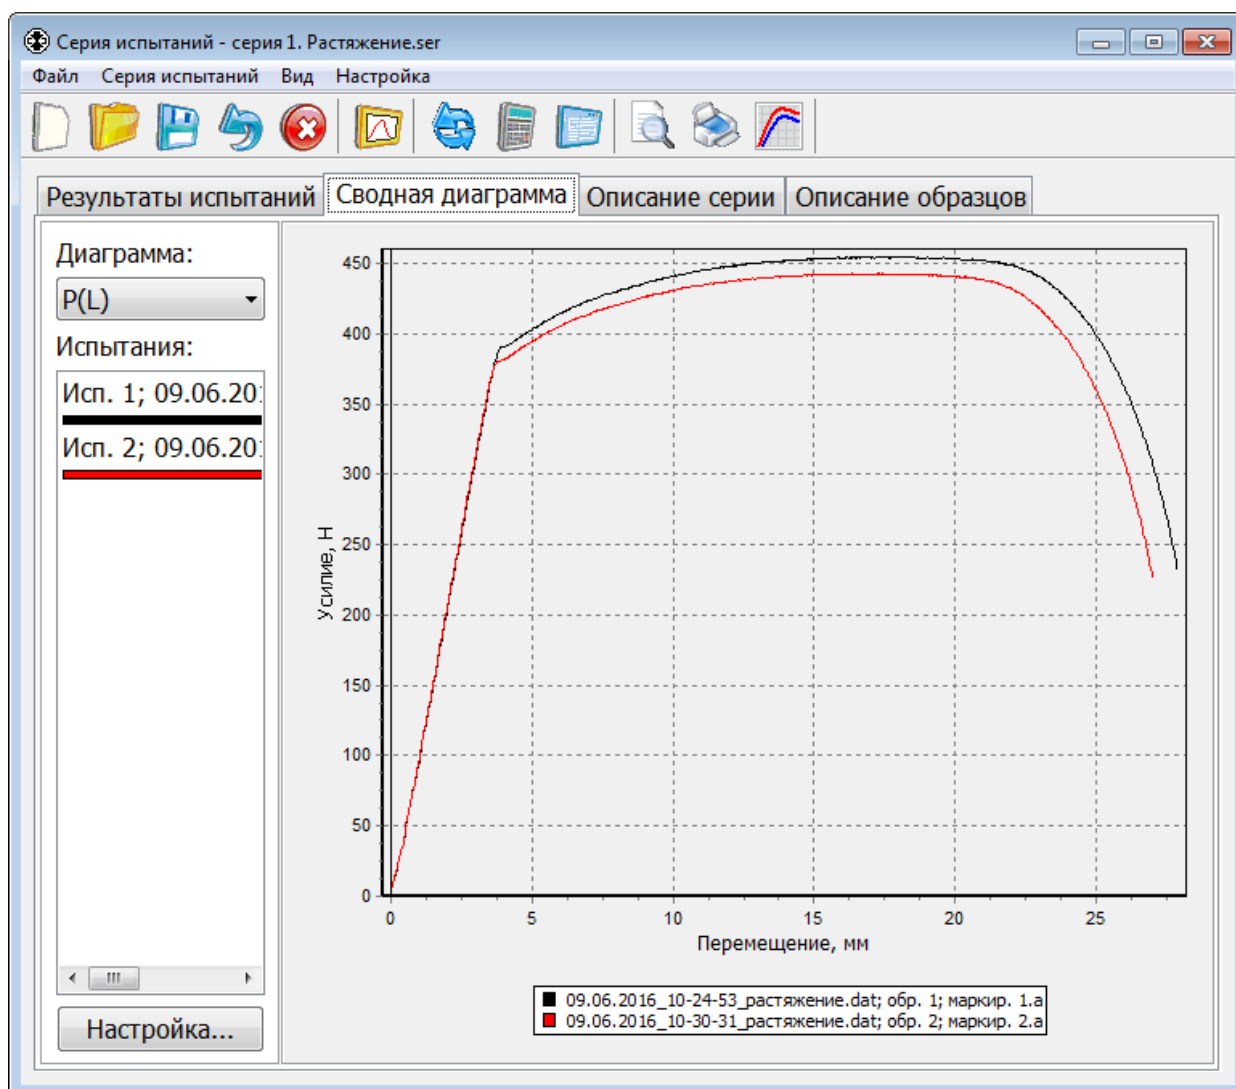 Серия испытаний - серия 1. Растяжение.ser
Файл Серия испытаний Вид Настройка
Результаты испытаний Сводная диаграмма Описание серии Описание образцов
Диаграмма:
P(L)
Испытания:
Исп. 1; 09.06.20
Исп. 2; 09.06.20
Настройка...
Усилие, Н
450
400
350
300
250
200
150
100
50
0
0 5 10 15 20 25
Перемещение, мм
09.06.2016_10-24-53_растяжение.dat; обр. 1; маркир. 1.а
09.06.2016_10-30-31_растяжение.dat; обр. 2; маркир. 2.а